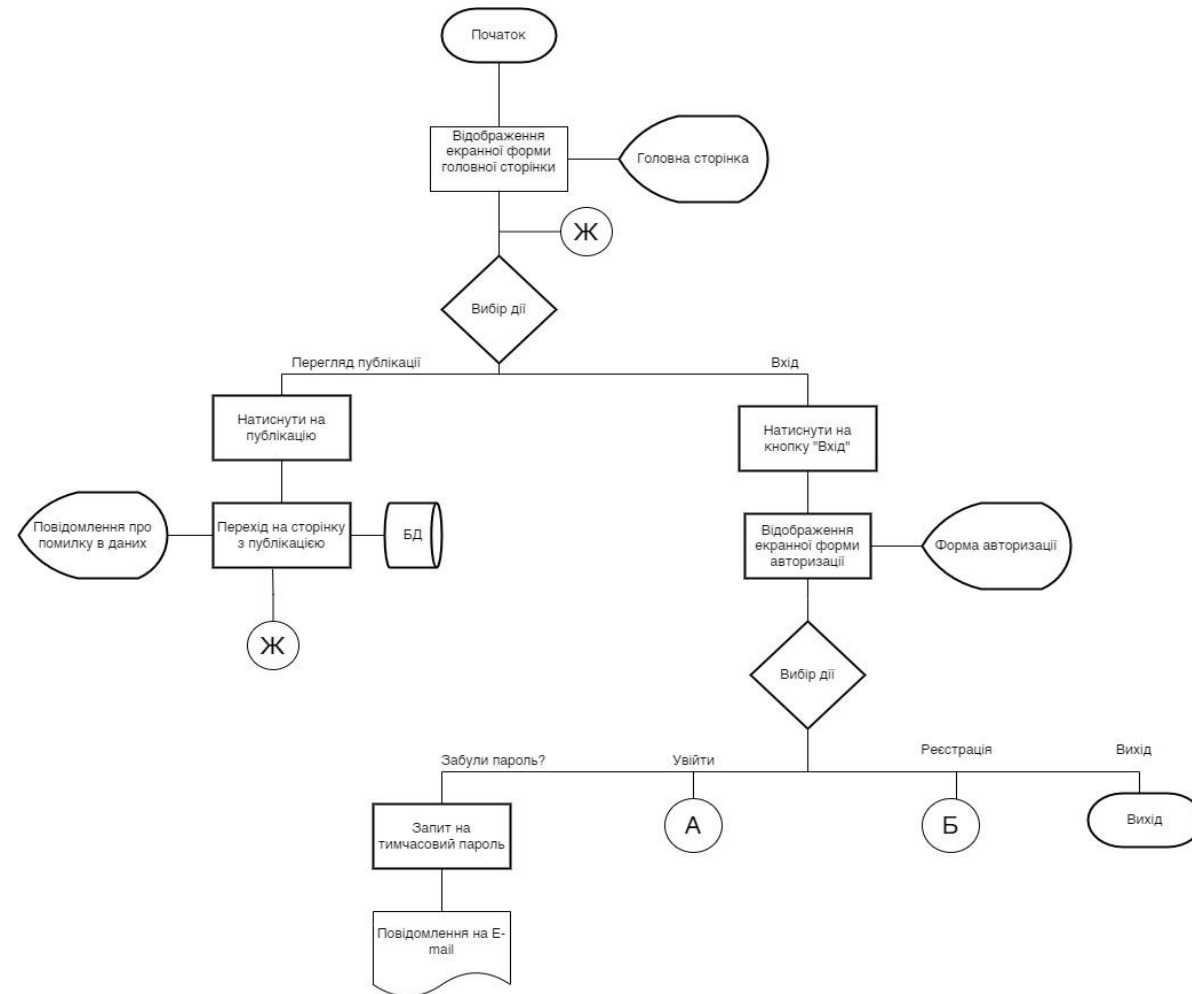 Початок
Відображення
екранної форми
головної сторінки
Головна сторінка
Ж
Вибір дії
Перегляд публікації
Вхід
Натиснути на
публікацію
Натиснути на
кнопку "Вхід"
Повідомлення про
помилку в даних
Перехід на сторінку
з публікацією
БД
Відображення
екранної форми
авторизації
Форма авторизації
Ж
Вибір дії
Забули пароль?
Увійти
Реєстрація
Вихід
Запит на
тимчасовий пароль
А
Б
Вихід
Повідомлення на E-
mail